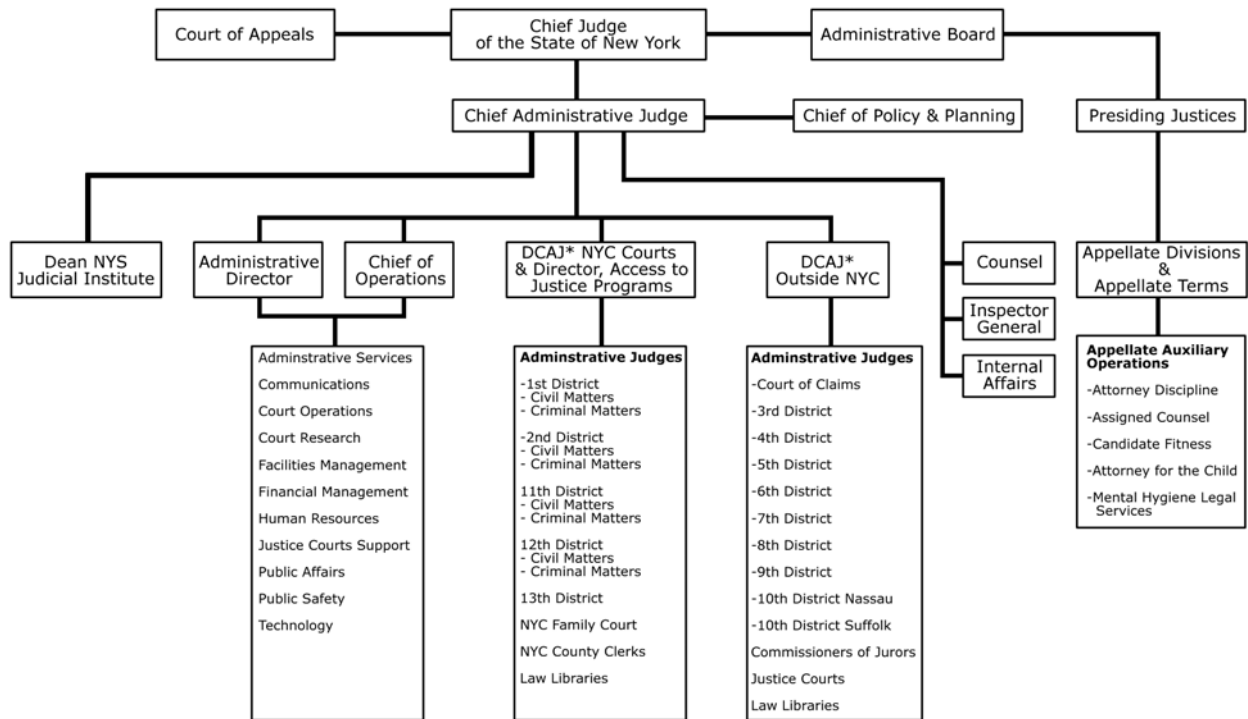 Court of Appeals
Chief Judge
of the State of New York
Administrative Board
Chief Administrative Judge
Chief of Policy & Planning
Presiding Justices
Dean NYS
Judicial Institute
Administrative
Director
Chief of
Operations
DCAJ* NYC Courts
& Director, Access to
Justice Programs
DCAJ*
Outside NYC
Counsel
Inspector
General
Internal
Affairs
Appellate Divisions
&
Appellate Terms
Adminstrative Services
Communications
Court Operations
Court Research
Facilities Management
Financial Management
Human Resources
Justice Courts Support
Public Affairs
Public Safety
Technology
Adminstrative Judges
-1st District
- Civil Matters
- Criminal Matters
-2nd District
- Civil Matters
- Criminal Matters
11th District
- Civil Matters
- Criminal Matters
12th District
- Civil Matters
- Criminal Matters
13th District
NYC Family Court
NYC County Clerks
Law Libraries
Adminstrative Judges
-Court of Claims
-3rd District
-4th District
-5th District
-6th District
-7th District
-8th District
-9th District
-10th District Nassau
-10th District Suffolk
Commissioners of Jurors
Justice Courts
Law Libraries
Appellate Auxiliary
Operations
-Attorney Discipline
-Assigned Counsel
-Candidate Fitness
-Attorney for the Child
-Mental Hygiene Legal
Services